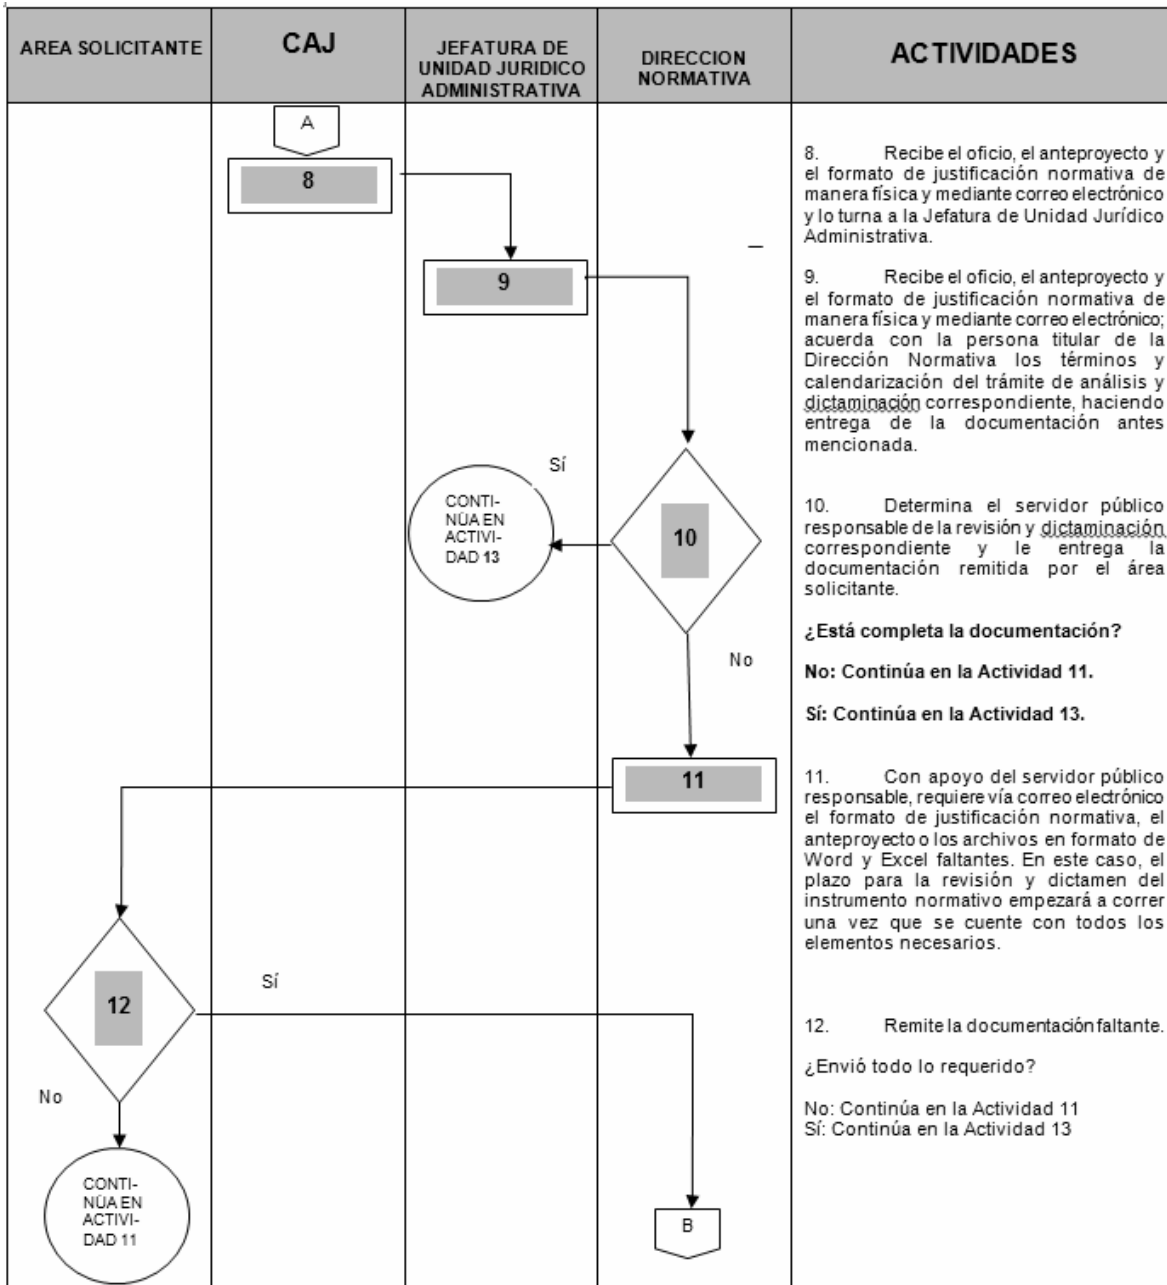 AREA SOLICITANTE
CAJ
JEFATURA DE
UNIDAD JURIDICO
ADMINISTRATIVA
DIRECCION
NORMATIVA
ACTIVIDADES
A
8
9
Sí
CONTI-
NÚA EN
ACTIVI-
DAD 13
10
No
11
12
Sí
No
CONTI-
NÚA EN
ACTIVI-
DAD 11
B
8. Recibe el oficio, el anteproyecto y
el formato de justificación normativa de
manera física y mediante correo electrónico
y lo turna a la Jefatura de Unidad Jurídico
Administrativa.
9. Recibe el oficio, el anteproyecto y
el formato de justificación normativa de
manera física y mediante correo electrónico;
acuerda con la persona titular de la
Dirección Normativa los términos y
calendarización del trámite de análisis y
dictaminación correspondiente, haciendo
entrega de la documentación antes
mencionada.
10. Determina el servidor público
responsable de la revisión y dictaminación
correspondiente y le entrega la
documentación remitida por el área
solicitante.
¿Está completa la documentación?
No: Continúa en la Actividad 11.
Sí: Continúa en la Actividad 13.
11. Con apoyo del servidor público
responsable, requiere vía correo electrónico
el formato de justificación normativa, el
anteproyecto o los archivos en formato de
Word y Excel faltantes. En este caso, el
plazo para la revisión y dictamen del
instrumento normativo empezará a correr
una vez que se cuente con todos los
elementos necesarios.
12. Remite la documentación faltante.
¿Envió todo lo requerido?
No: Continúa en la Actividad 11
Sí: Continúa en la Actividad 13